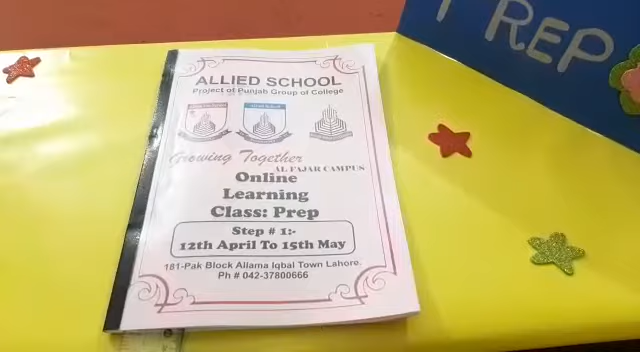 PREP
ALLIED SCHOOL
Project of Punjab Group of College
Growing Together
AL FAJAR CAMPUS
Online
Learning
Class: Prep
Step # 1:-
12th April To 15th May
181-Pak Block Allama Iqbal Town Lahore.
Ph # 042-37800666